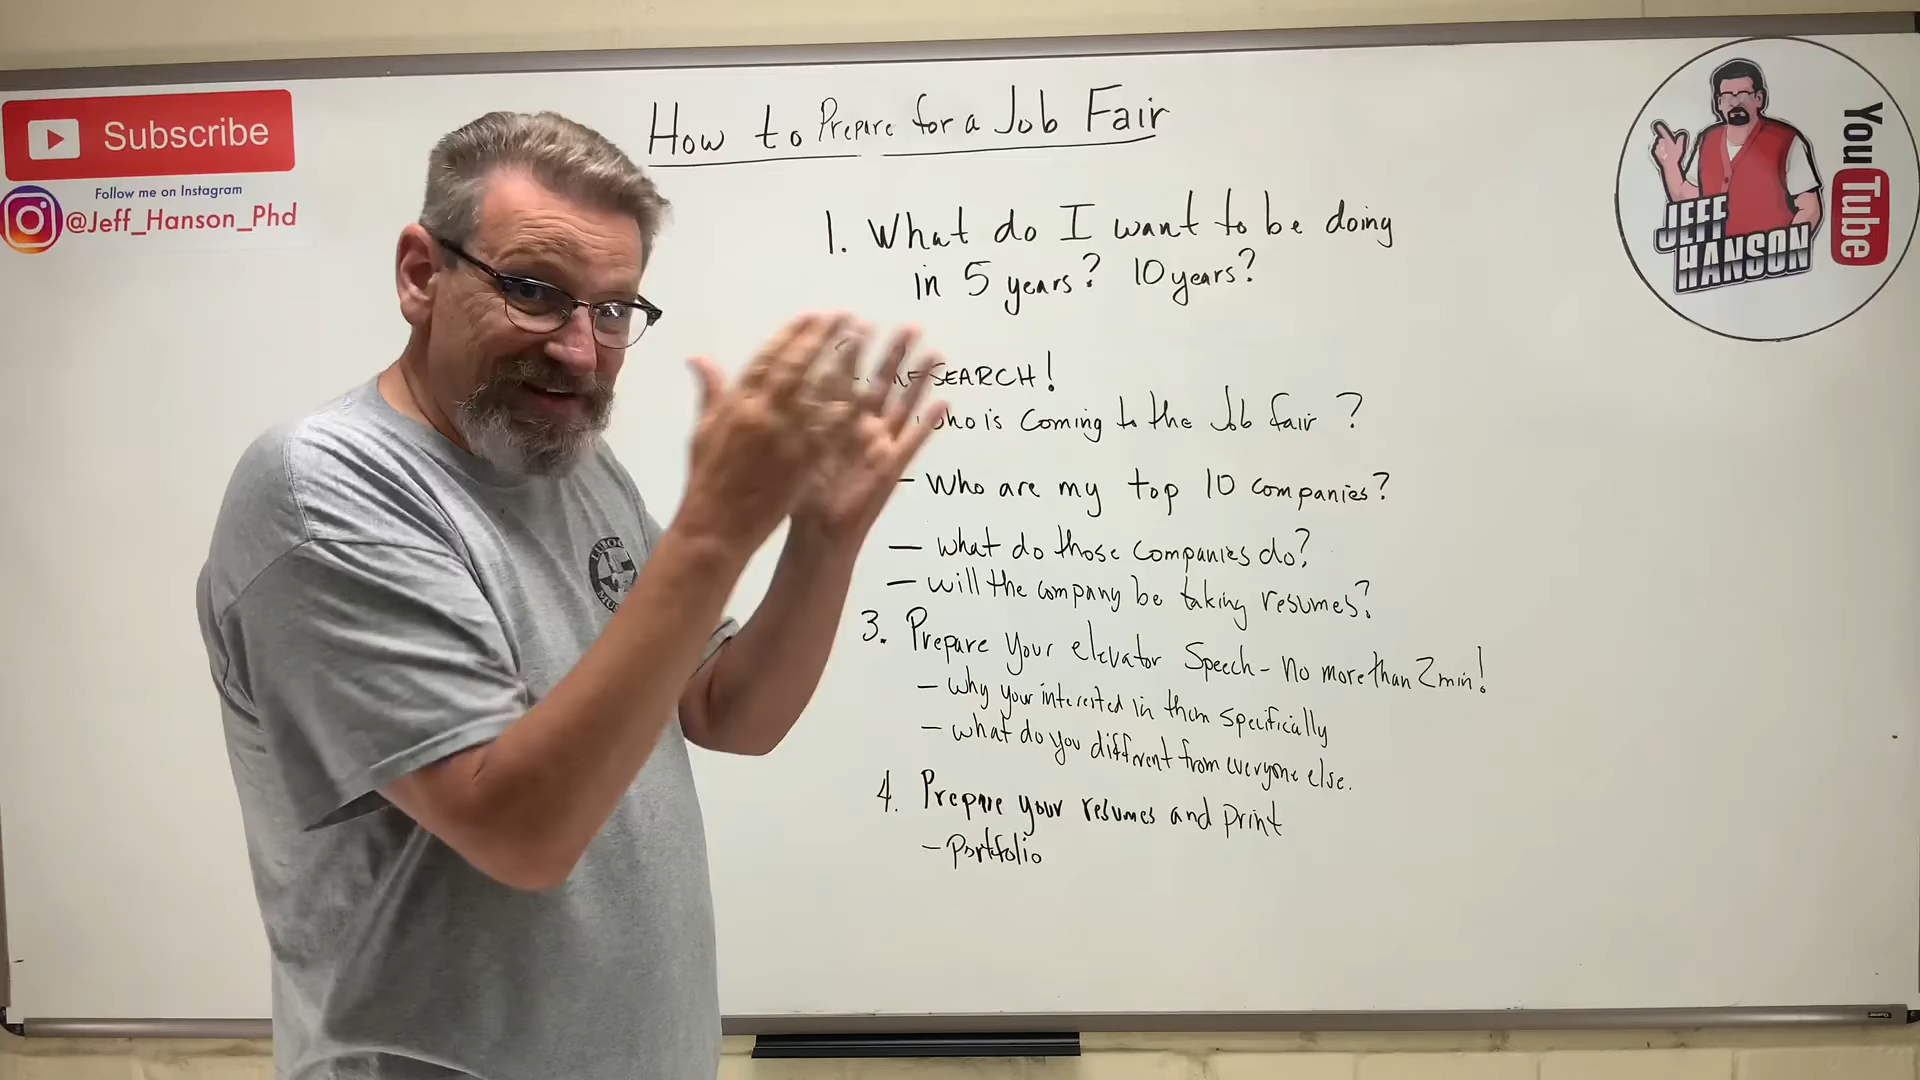 Subscribe
Follow me on Instagram
@Jeff_Hanson_Phd
How to Prepare for a Job Fair
1. What do I want to be doing
in 5 years? 10 years?
RESEARCH!
who is coming to the Job fair?
- Who are my top 10 companies?
- what do those companies do?
- will the company be taking resumes?
3. Prepare your elevator Speech - No more than 2 min!
- why your interested in them specifically
- what do you different from everyone else.
4. Prepare your resumes and print
- Portfolio
JEFF
HANSON
YouTube